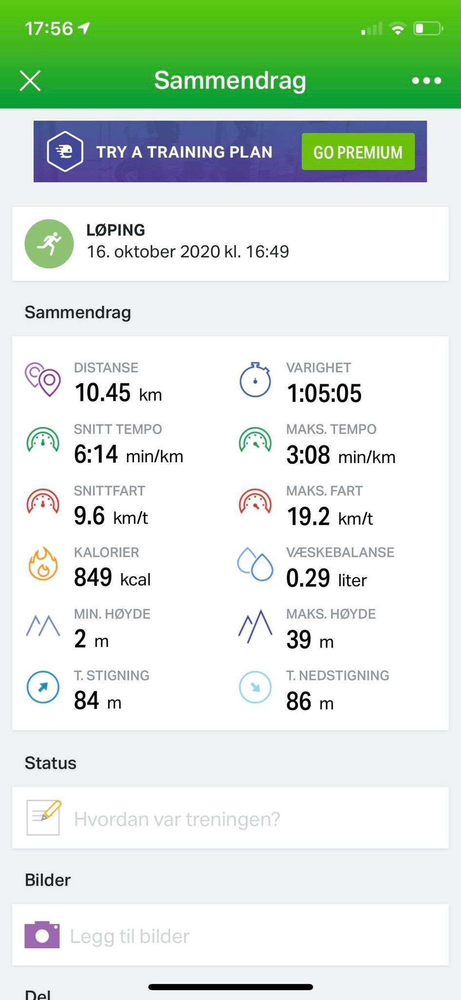 17:56
Sammendrag
TRY A TRAINING PLAN
GO PREMIUM
LØPING
16. oktober 2020 kl. 16:49
Sammendrag
DISTANSE
10.45 km
VARIGHET
1:05:05
SNITT TEMPO
6:14 min/km
MAKS. TEMPO
3:08 min/km
SNITTFART
9.6 km/t
MAKS. FART
19.2 km/t
KALORIER
849 kcal
VÆSKEBALANSE
0.29 liter
MIN. HØYDE
2 m
MAKS. HØYDE
39 m
T. STIGNING
84 m
T. NEDSTIGNING
86 m
Status
Hvordan var treningen?
Bilder
Legg til bilder
Del